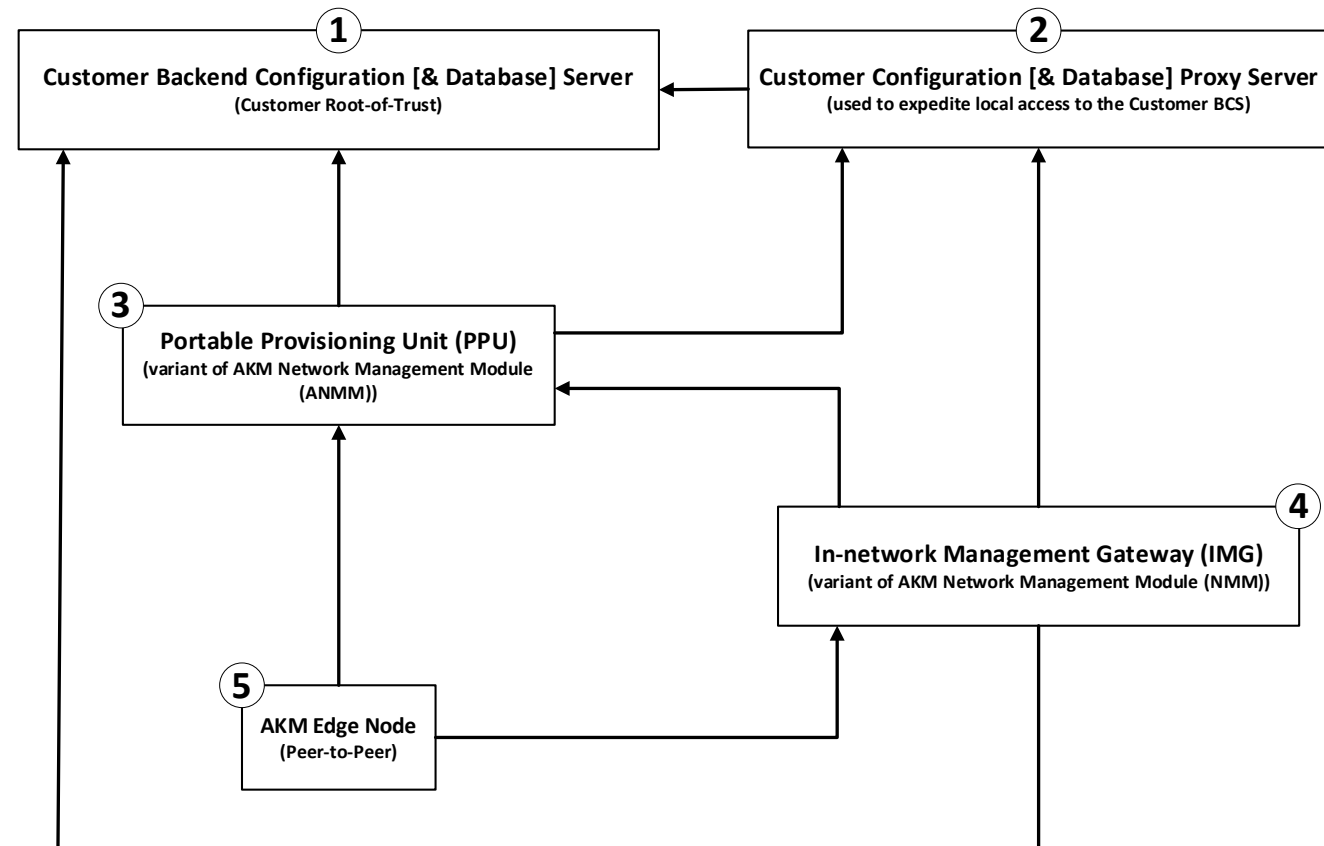 1
Customer Backend Configuration [& Database] Server
(Customer Root-of-Trust)
2
Customer Configuration [& Database] Proxy Server
(used to expedite local access to the Customer BCS)
3
Portable Provisioning Unit (PPU)
(variant of AKM Network Management Module
(ANMM))
4
In-network Management Gateway (IMG)
(variant of AKM Network Management Module (NMM))
5
AKM Edge Node
(Peer-to-Peer)